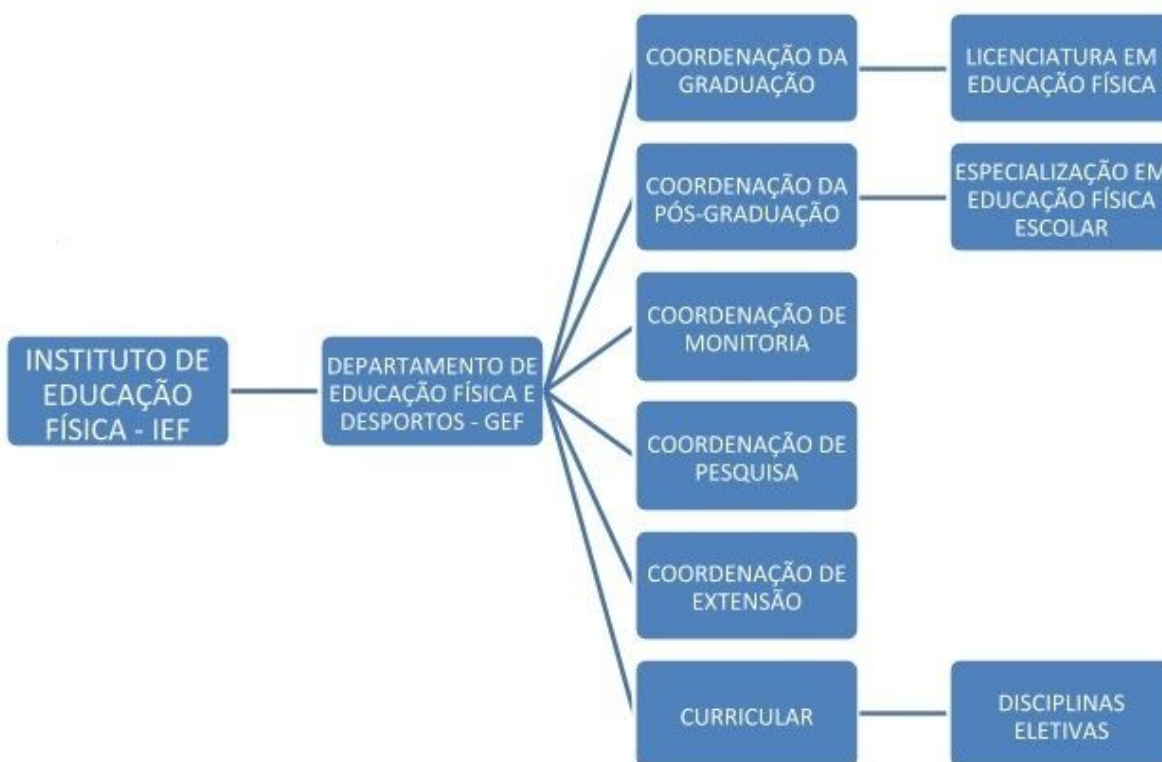 COORDENAÇÃO DA
GRADUAÇÃO
LICENCIATURA EM
EDUCAÇÃO FÍSICA
COORDENAÇÃO DA
PÓS-GRADUAÇÃO
ESPECIALIZAÇÃO EM
EDUCAÇÃO FÍSICA
ESCOLAR
COORDENAÇÃO DE
MONITORIA
INSTITUTO DE
EDUCAÇÃO
FÍSICA - IEF
DEPARTAMENTO DE
EDUCAÇÃO FÍSICA E
DESPORTOS - GEF
COORDENAÇÃO DE
PESQUISA
COORDENAÇÃO DE
EXTENSÃO
CURRICULAR
DISCIPLINAS
ELETIVAS